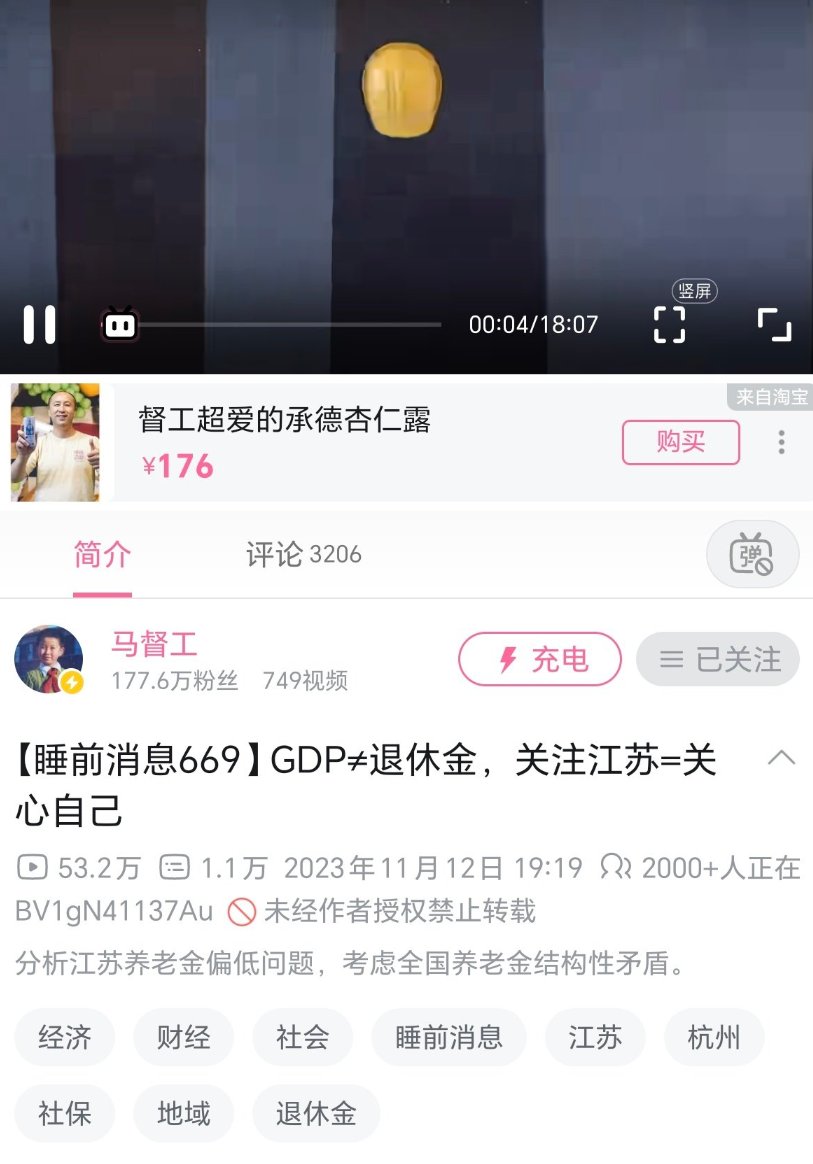 竖屏
00:04/18:07
来自淘宝
督工超爱的承德杏仁露
¥176
购买
简介
评论 3206
弹
马督工
177.6万粉丝 749视频
充电
已关注
【睡前消息669】GDP≠退休金，关注江苏=关
心自己
53.2万 1.1万 2023年11月12日 19:19 2000+人正在
BV1gN41137Au 未经作者授权禁止转载
分析江苏养老金偏低问题，考虑全国养老金结构性矛盾。
经济 财经 社会 睡前消息 江苏 杭州
社保 地域 退休金